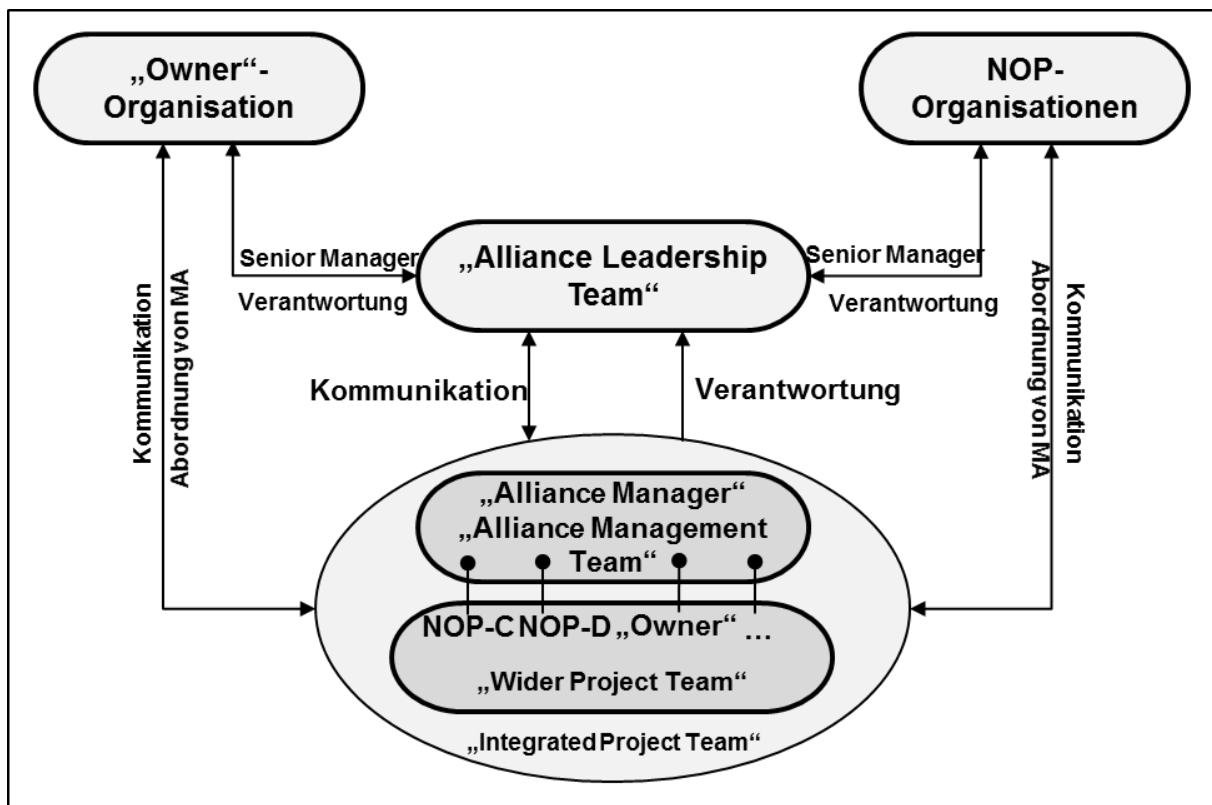 „Owner“-
Organisation
NOP-
Organisationen
Senior Manager
Verantwortung
„Alliance Leadership
Team“
Senior Manager
Verantwortung
Kommunikation
Abordnung von MA
Kommunikation
Abordnung von MA
Kommunikation
Verantwortung
„Alliance Manager“
„Alliance Management
Team“
NOP-C NOP-D „Owner“ ...
„Wider Project Team“
„Integrated Project Team“